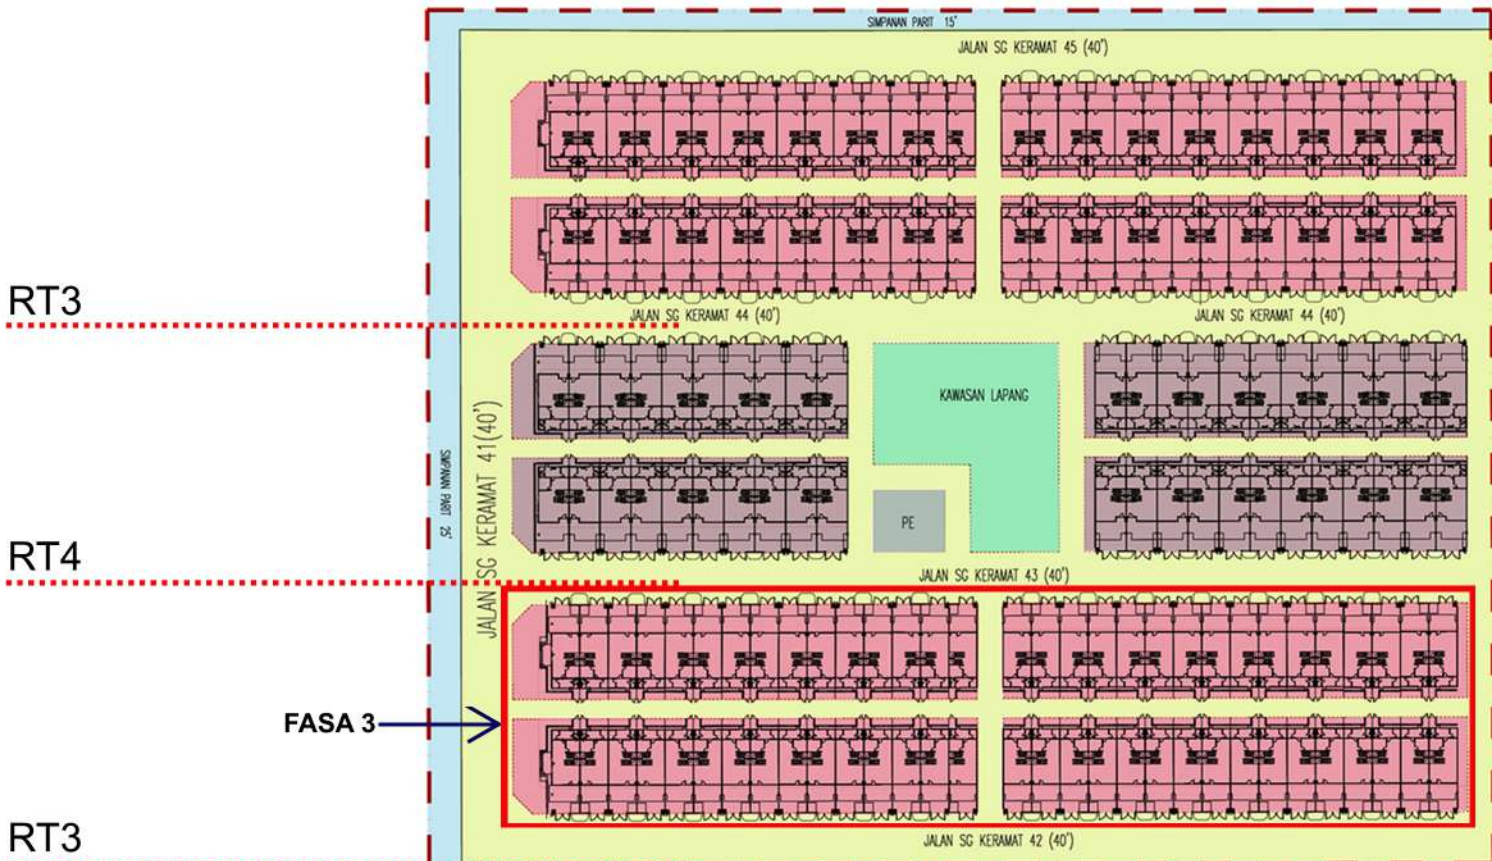 SIMPANAN PARIT 15'
JALAN SG KERAMAT 45 (40')
RT3
JALAN SG KERAMAT 44 (40')
JALAN SG KERAMAT 44 (40')
KAWASAN LAPANG
JALAN SG KERAMAT 41(40')
SIMPANAN PARIT 25'
PE
RT4
JALAN SG KERAMAT 43 (40')
FASA 3
RT3
JALAN SG KERAMAT 42 (40')